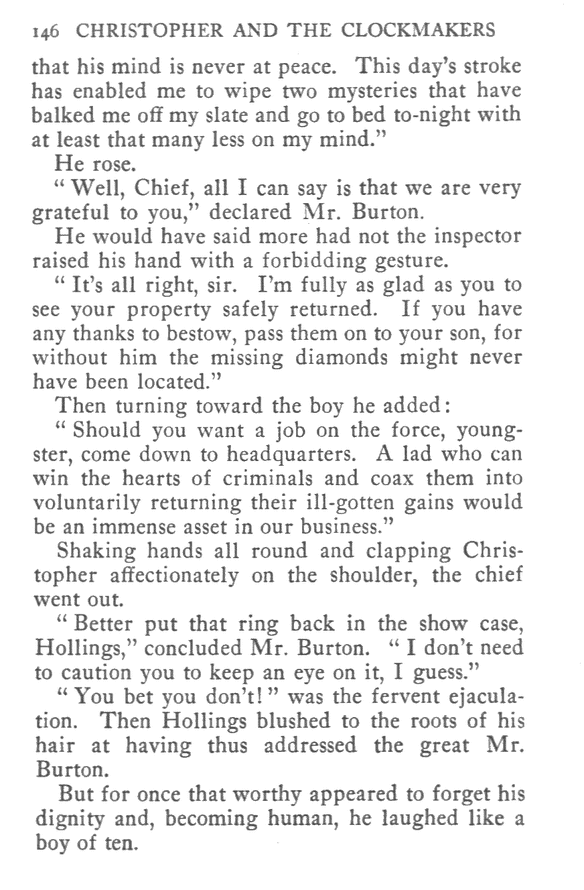 146 CHRISTOPHER AND THE CLOCKMAKERS
that his mind is never at peace. This day's stroke
has enabled me to wipe two mysteries that have
balked me off my slate and go to bed to-night with
at least that many less on my mind."
He rose.
" Well, Chief, all I can say is that we are very
grateful to you," declared Mr. Burton.
He would have said more had not the inspector
raised his hand with a forbidding gesture.
" It's all right, sir. I'm fully as glad as you to
see your property safely returned. If you have
any thanks to bestow, pass them on to your son, for
without him the missing diamonds might never
have been located."
Then turning toward the boy he added:
" Should you want a job on the force, young-
ster, come down to headquarters. A lad who can
win the hearts of criminals and coax them into
voluntarily returning their ill-gotten gains would
be an immense asset in our business."
Shaking hands all round and clapping Chris-
topher affectionately on the shoulder, the chief
went out.
" Better put that ring back in the show case,
Hollings," concluded Mr. Burton. " I don't need
to caution you to keep an eye on it, I guess."
" You bet you don't! " was the fervent ejacula-
tion. Then Hollings blushed to the roots of his
hair at having thus addressed the great Mr.
Burton.
But for once that worthy appeared to forget his
dignity and, becoming human, he laughed like a
boy of ten.